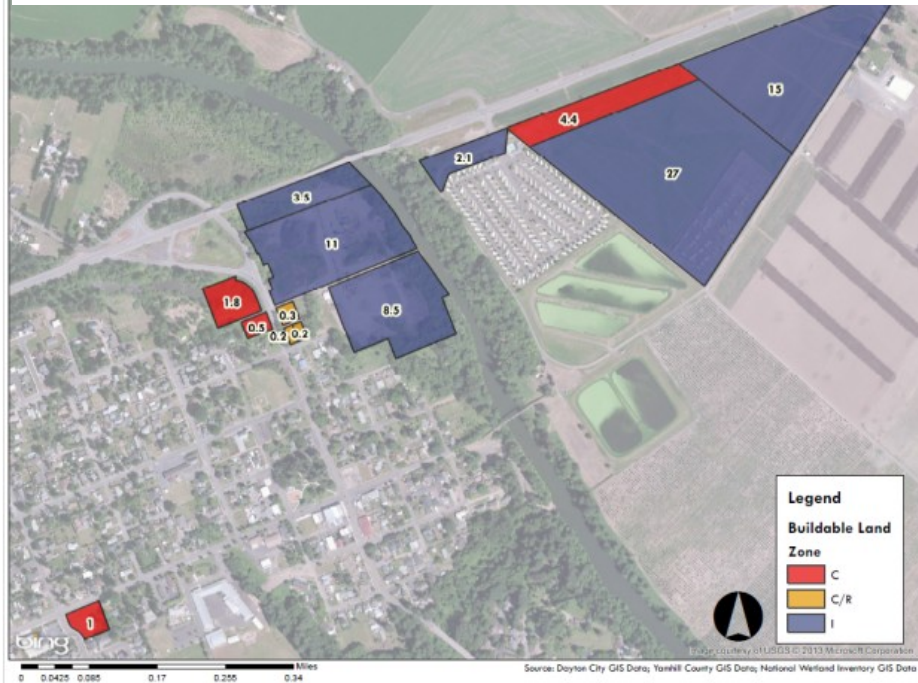 15
4.4
2.1
27
3.5
11
8.5
1.8
0.3
0.5
0.2
0.2
1
Legend
Buildable Land
Zone
C
C/R
I
bing
Image courtesy of USGS © 2013 Microsoft Corporation
Miles
0 0.0425 0.085 0.17 0.255 0.34
Source: Dayton City GIS Data; Yamhill County GIS Data; National Wetland Inventory GIS Data